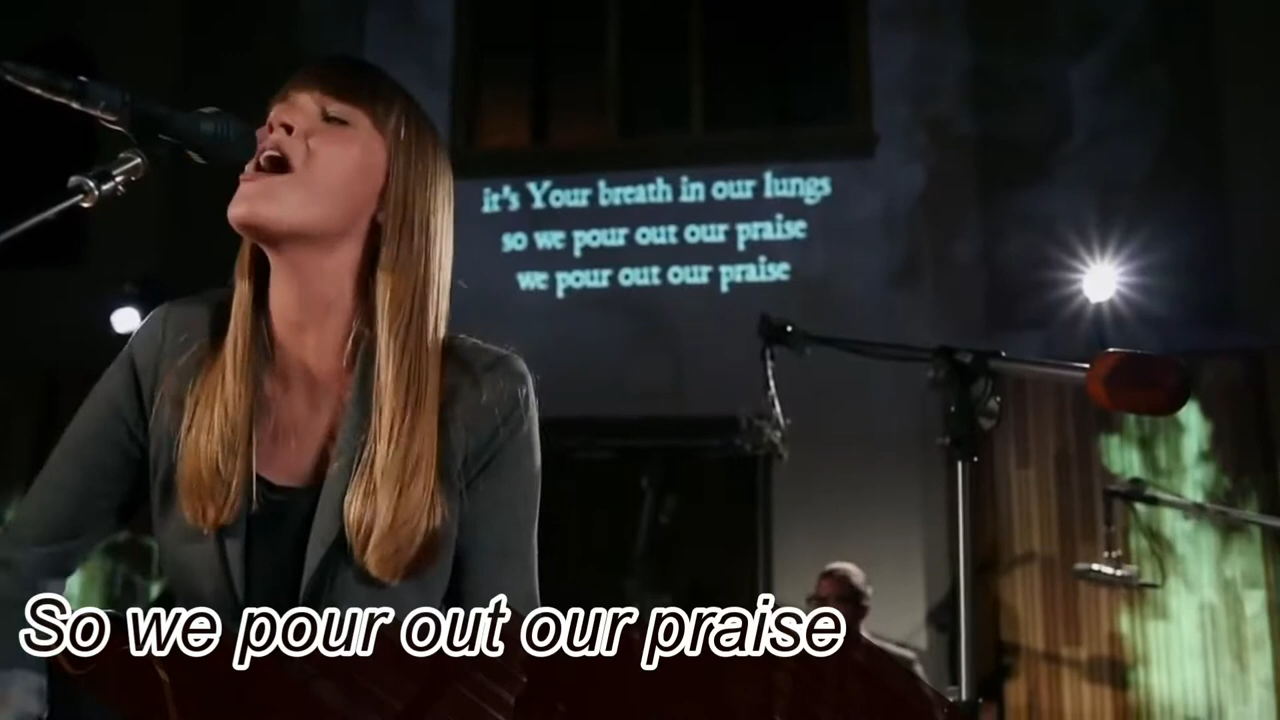 it's Your breath in our lungs
so we pour out our praise
we pour out our praise
So we pour out our praise